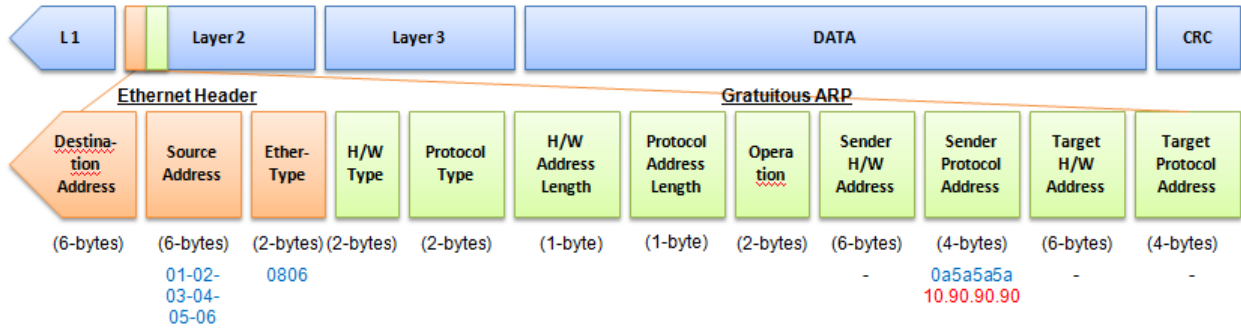 L 1 Layer 2 Layer 3 DATA CRC
Ethernet Header Gratuitous ARP
Destina-
tion
Address
Source
Address
Ether-
Type
H/W
Type
Protocol
Type
H/W
Address
Length
Protocol
Address
Length
Opera
tion
Sender
H/W
Address
Sender
Protocol
Address
Target
H/W
Address
Target
Protocol
Address
(6-bytes) (6-bytes) (2-bytes) (2-bytes) (2-bytes) (1-byte) (1-byte) (2-bytes) (6-bytes) (4-bytes) (6-bytes) (4-bytes)
01-02-
03-04-
05-06
0806
-
0a5a5a5a
10.90.90.90
-
-